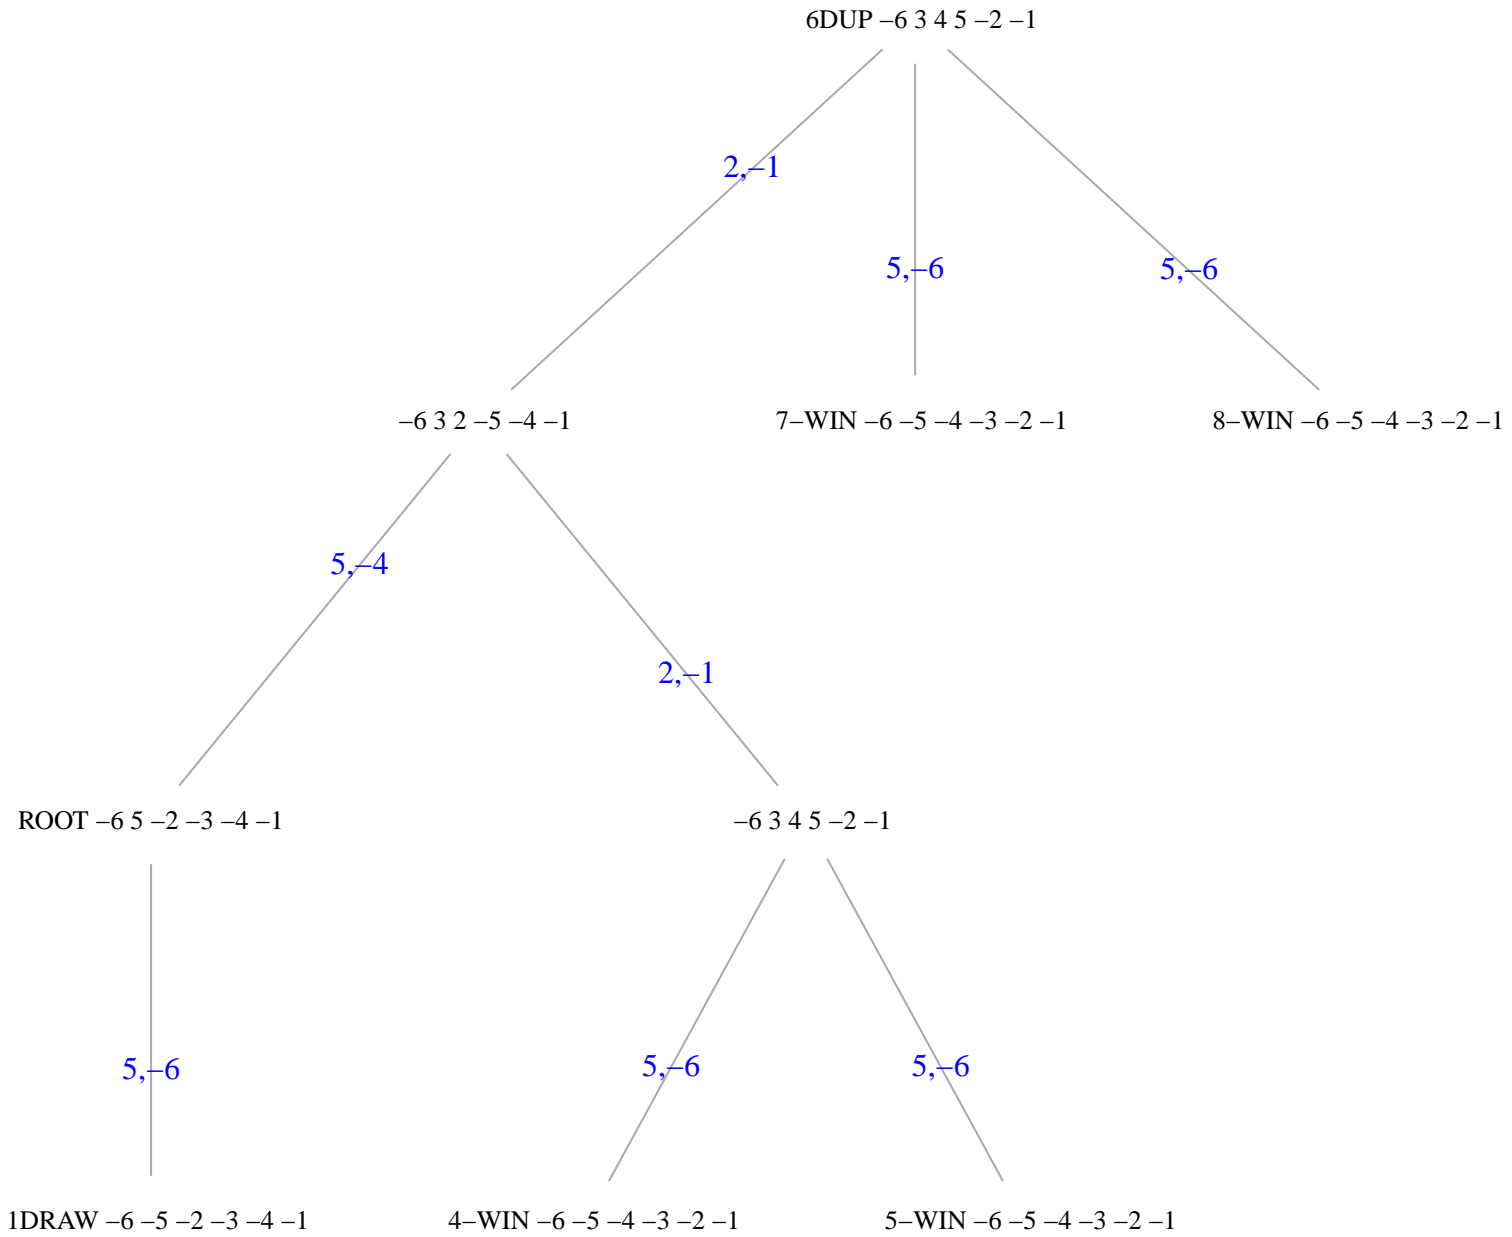 6DUP –6 3 4 5 –2 –1
2,–1
5,–6
5,–6
–6 3 2 –5 –4 –1
7–WIN –6 –5 –4 –3 –2 –1
8–WIN –6 –5 –4 –3 –2 –1
5,–4
2,–1
ROOT –6 5 –2 –3 –4 –1
–6 3 4 5 –2 –1
5,–6
5,–6
5,–6
1DRAW –6 –5 –2 –3 –4 –1
4–WIN –6 –5 –4 –3 –2 –1
5–WIN –6 –5 –4 –3 –2 –1